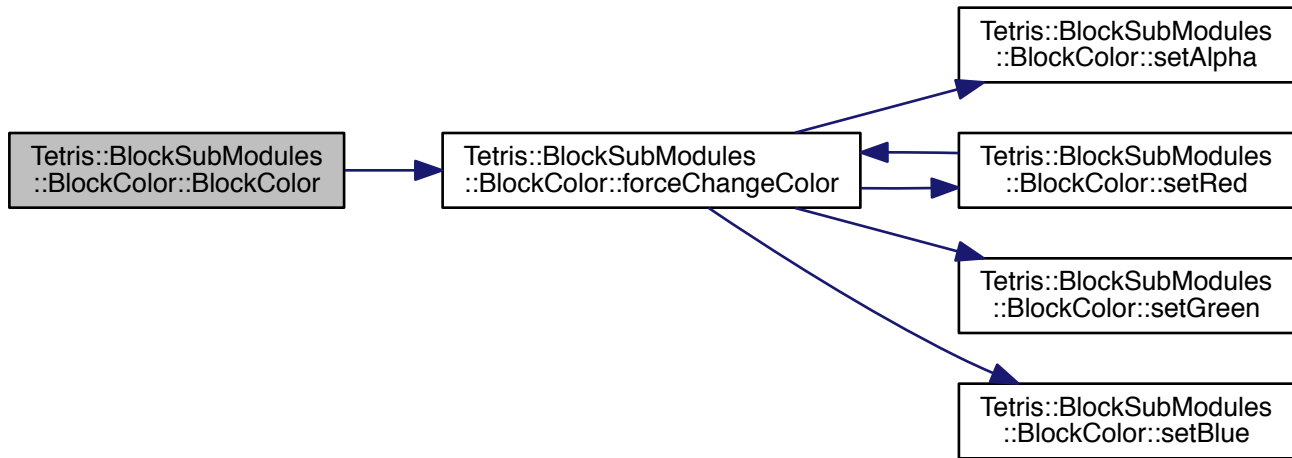 Tetris::BlockSubModules
::BlockColor::BlockColor
Tetris::BlockSubModules
::BlockColor::forceChangeColor
Tetris::BlockSubModules
::BlockColor::setAlpha
Tetris::BlockSubModules
::BlockColor::setRed
Tetris::BlockSubModules
::BlockColor::setGreen
Tetris::BlockSubModules
::BlockColor::setBlue